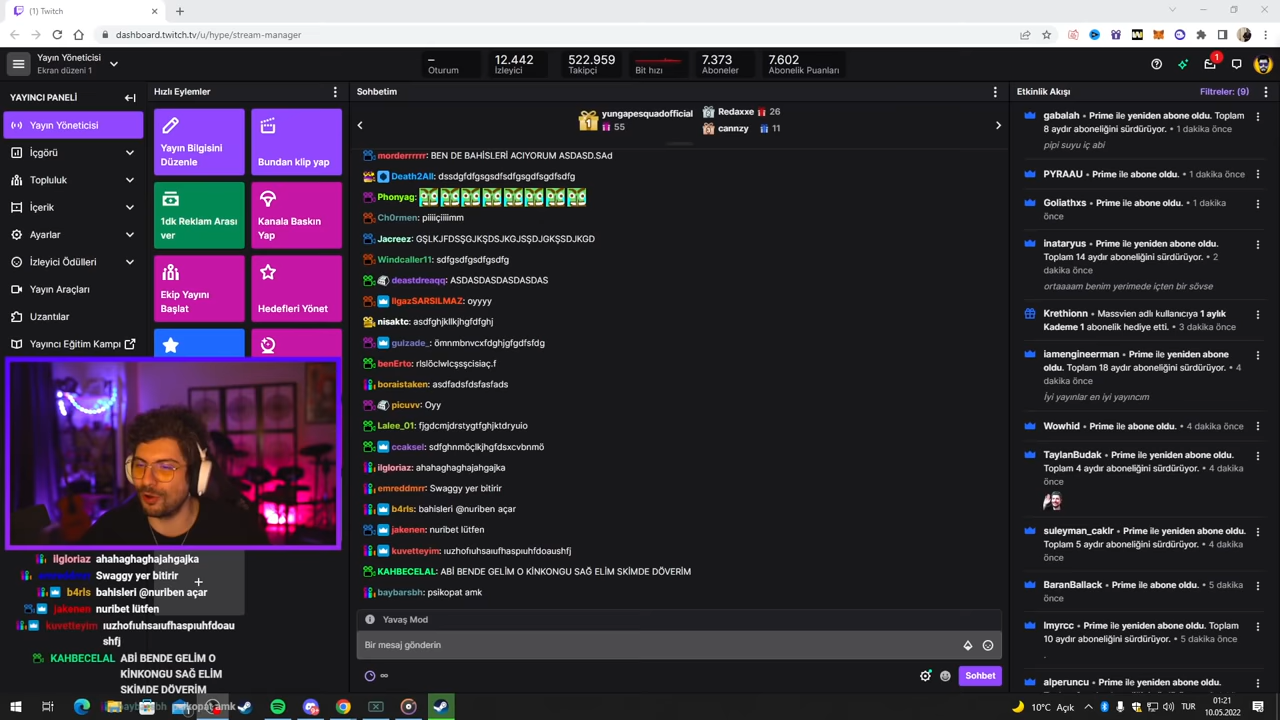 (1) Twitch
dashboard.twitch.tv/u/hype/stream-manager
Yayın Yöneticisi
Ekran düzeni 1
–
Oturum
12.442
İzleyici
522.959
Takipçi
Bit hızı
7.373
Aboneler
7.602
Abonelik Puanları
1
YAYINCI PANELİ
Yayın Yöneticisi
İçgörü
Topluluk
İçerik
Ayarlar
İzleyici Ödülleri
Yayın Araçları
Uzantılar
Yayıncı Eğitim Kampı
Hızlı Eylemler
Yayın Bilgisini
Düzenle
Bundan klip yap
1dk Reklam Arası
ver
Kanala Baskın
Yap
Ekip Yayını
Başlat
Hedefleri Yönet
Sohbetim
1
yungapesquadofficial
55
Redaxxe 26
cannzy 11
morderrrrrr: BEN DE BAHİSLERİ ACIYORUM ASDASD.SAd
Death2All: dssdgfdfgsgsdfsdfgsgdfsgdfsgdfg
Phonyag:
Ch0rmen: piiiiçiiiimm
Jacreez: GŞLKJFDSŞGJKŞDSJKGJSŞDJGKŞSDJKGD
Windcaller11: sdfgsdfgsdfgsdfg
deastdreaqq: ASDASDASDASDASDAS
IlgazSARSILMAZ: oyyyy
nisaktc: asdfghjkllkjhgfdfghj
gulzade_: ömnmbnvcxfdghjgfgdfsfdg
benErto: rlslöclwlcşsşcisiaç.f
boraistaken: asdfadsfdsfasfads
picuvv: Oyy
Lalee_01: fjgdcmjdrstygtfghjktdryuio
ccaksel: sdfghnmöçlkjhgfdsxcvbnmö
ilgloriaz: ahahaghaghajahgajka
emreddmrr: Swaggy yer bitirir
b4rls: bahisleri @nuriben açar
jakenen: nuribet lütfen
kuvetteyim: ıuzhofıuhsaıufhaspıuhfdoaushfj
KAHBECELAL: ABİ BENDE GELİM O KİNKONGU SAĞ ELİM SKİMDE DÖVERİM
baybarsbh: psikopat amk
Yavaş Mod
Bir mesaj gönderin
∞
Sohbet
Etkinlik Akışı
Filtreler: (9)
gabalah • Prime ile yeniden abone oldu. Toplam
8 aydır aboneliğini sürdürüyor. • 1 dakika önce
pipi suyu iç abi
PYRAAU • Prime ile abone oldu. • 1 dakika önce
Goliathxs • Prime ile abone oldu. • 1 dakika
önce
inataryus • Prime ile yeniden abone oldu.
Toplam 14 aydır aboneliğini sürdürüyor. • 2
dakika önce
ortaaaam benim yerimede içten bir sövse
Krethionn • Massvien adlı kullanıcıya 1 aylık
Kademe 1 abonelik hediye etti. • 3 dakika önce
iamengineerman • Prime ile yeniden abone
oldu. Toplam 18 aydır aboneliğini sürdürüyor. • 4
dakika önce
İyi yayınlar en iyi yayıncım
Wowhid • Prime ile abone oldu. • 4 dakika önce
TaylanBudak • Prime ile yeniden abone oldu.
Toplam 4 aydır aboneliğini sürdürüyor. • 4 dakika
önce
suleyman_caklr • Prime ile yeniden abone oldu.
Toplam 5 aydır aboneliğini sürdürüyor. • 4 dakika
önce
BaranBallack • Prime ile abone oldu. • 5 dakika
önce
lmyrcc • Prime ile yeniden abone oldu. Toplam
10 aydır aboneliğini sürdürüyor. • 5 dakika önce
.
alperuncu • Prime ile yeniden abone oldu.
ilgloriaz ahahaghaghajahgajka
Swaggy yer bitirir
b4rls bahisleri @nuriben açar
jakenen nuribet lütfen
kuvetteyim ıuzhofıuhsaıufhaspıuhfdoau
shfj
KAHBECELAL ABİ BENDE GELİM O
KİNKONGU SAĞ ELİM
SKİMDE DÖVERİM
baybarsbh psikopat amk
10°C Açık
TUR
01:21
10.05.2022